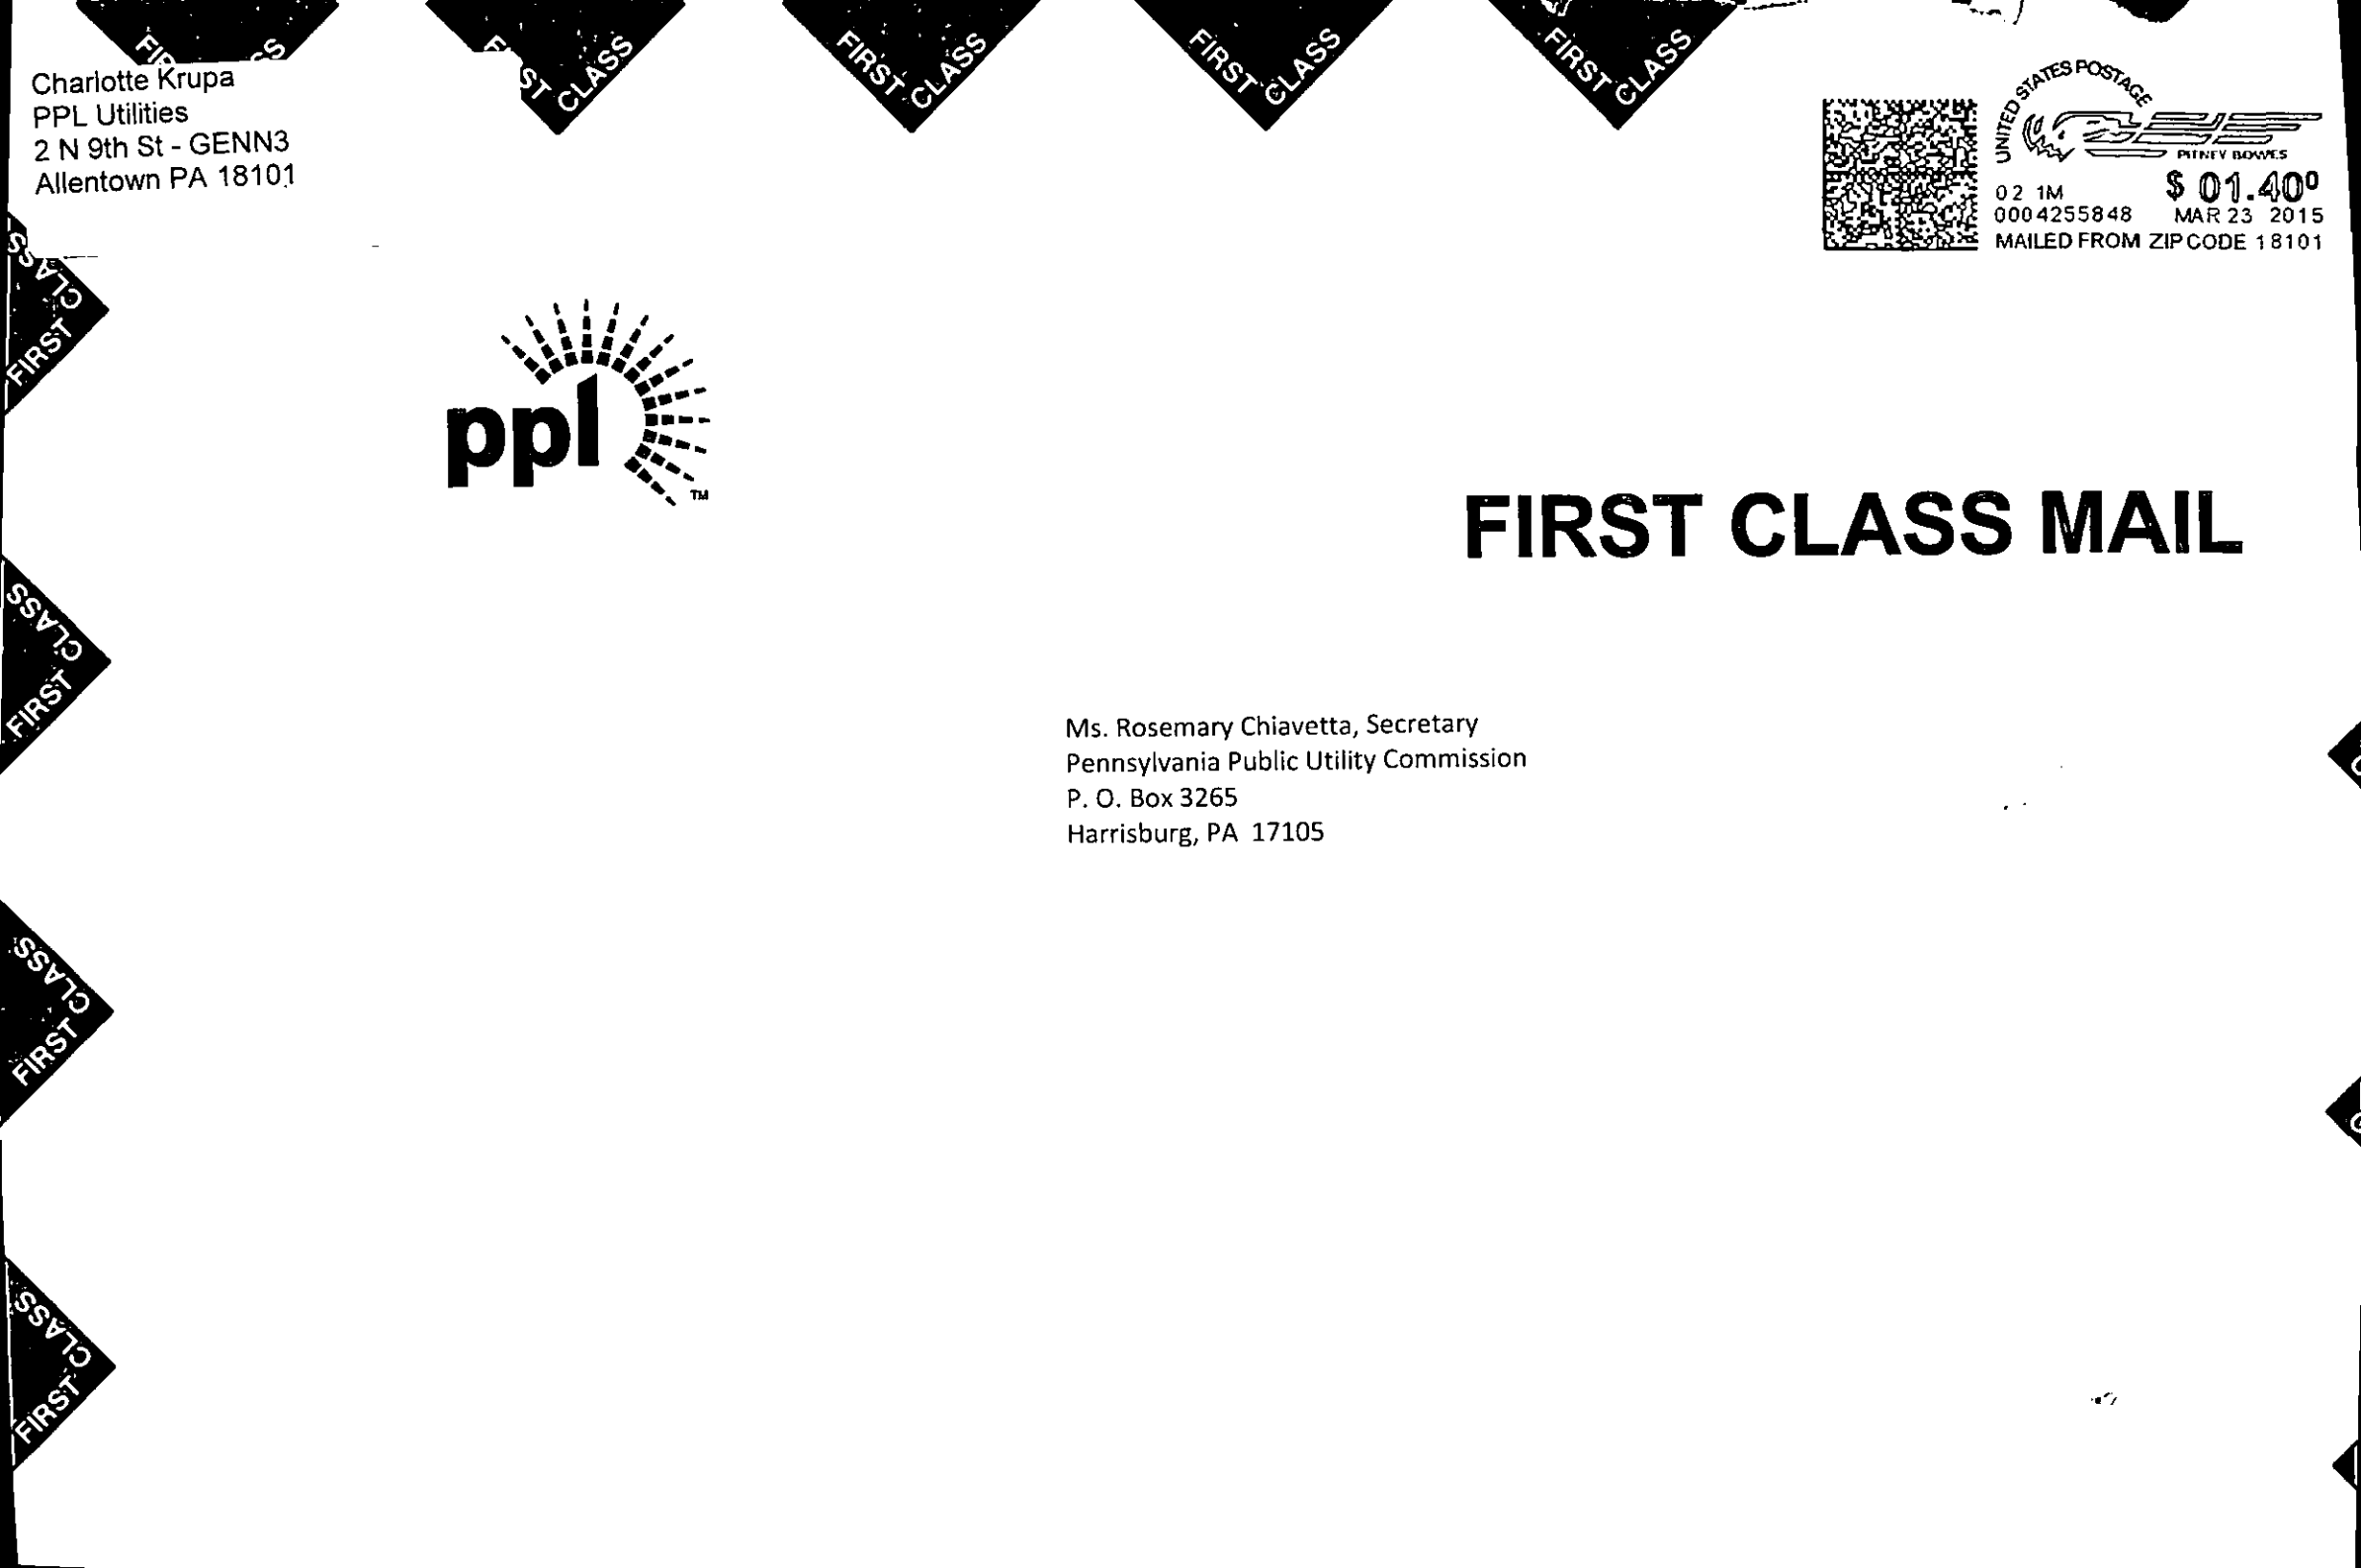 FIRST CLASS
FIRST CLASS
FIRST CLASS
Charlotte Krupa
PPL Utilities
2 N 9th St - GENN3
Allentown PA 18101
UNITED STATES POSTAGE
PITNEY BOWES
02 1M $ 01.40⁰
0004255848 MAR 23 2015
MAILED FROM ZIP CODE 18101
ppl
TM
FIRST CLASS MAIL
Ms. Rosemary Chiavetta, Secretary
Pennsylvania Public Utility Commission
P. O. Box 3265
Harrisburg, PA 17105
FIRST CLASS
FIRST CLASS
FIRST CLASS
FIRST CLASS